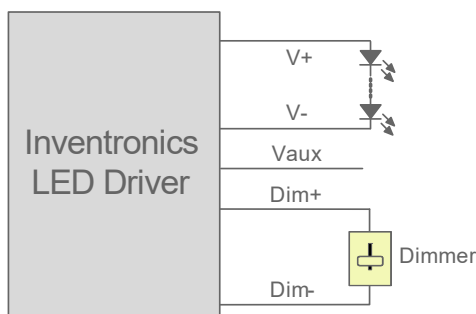 Inventronics
LED Driver
V+
V-
Vaux
Dim+
Dimmer
Dim-